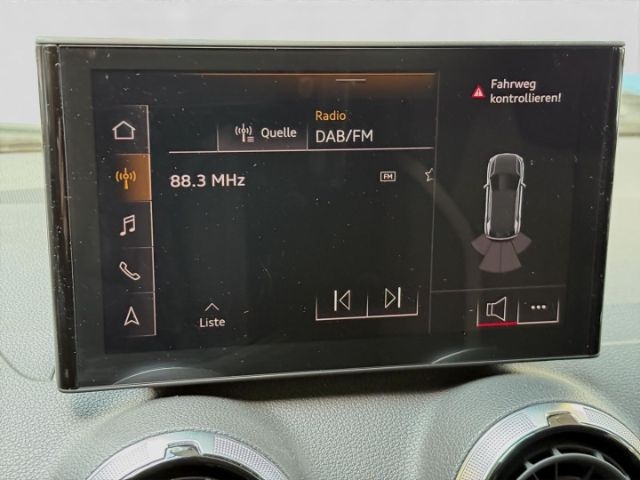 Fahrweg
kontrollieren!
Radio
Quelle
DAB/FM
88.3 MHz
FM
Liste